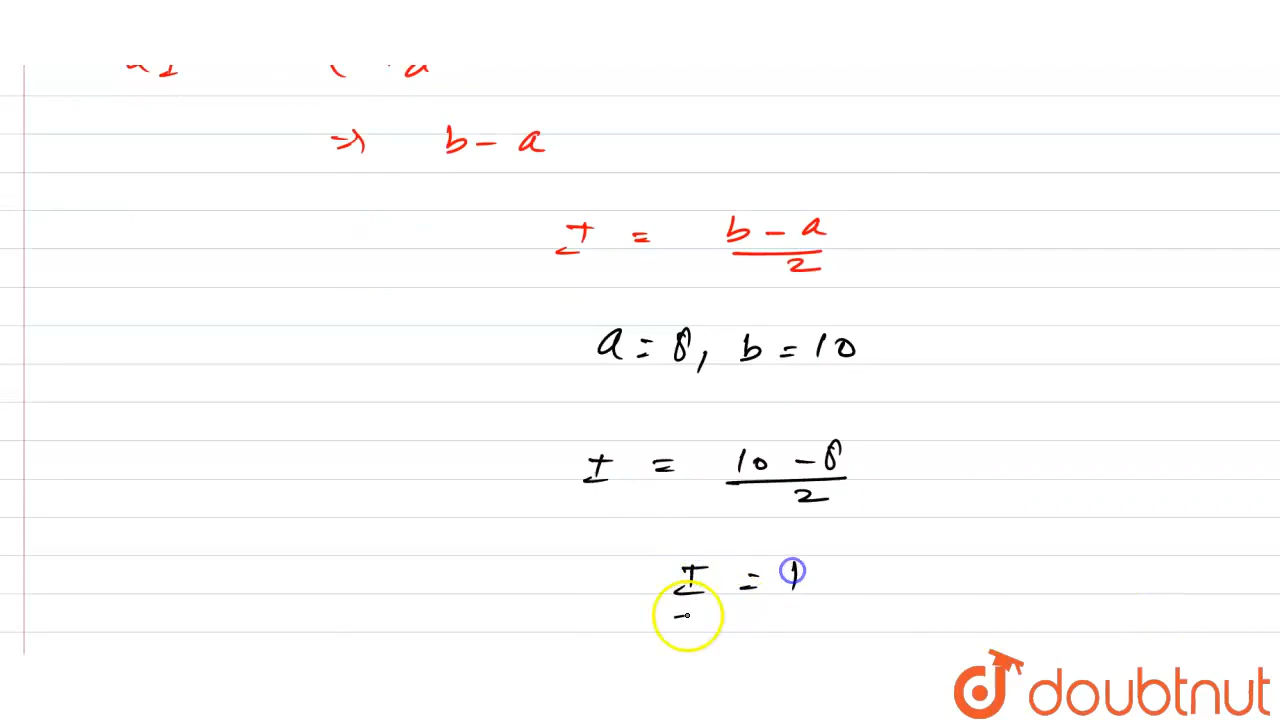 ⇒ b - a
I = b - a / 2
a = 8, b = 10
I = 10 - 8 / 2
I = 1
doubtnut